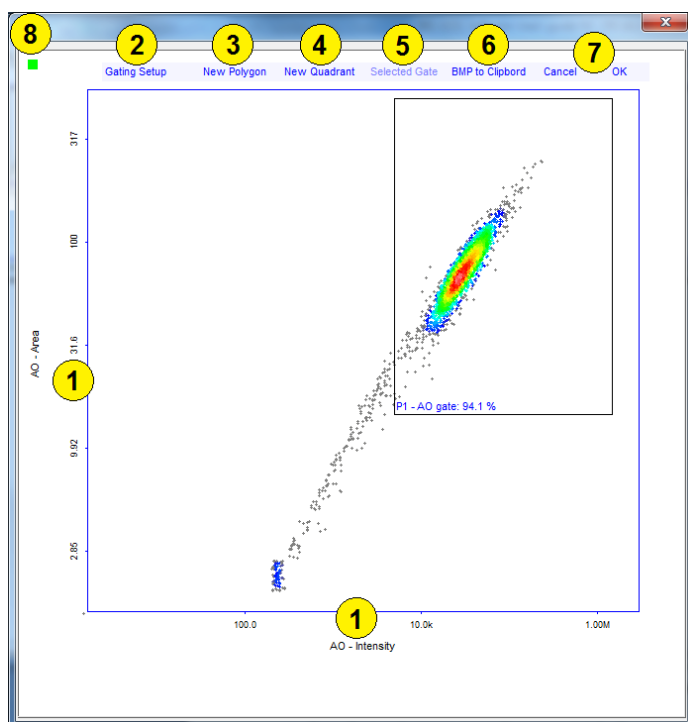 x
8
2
3
4
5
6
7
Gating Setup
New Polygon
New Quadrant
Selected Gate
BMP to Clipbord
Cancel
OK
317
100
31.6
9.92
2.85
AO - Area
1
P1 - AO gate: 94.1 %
100.0
1
10.0k
1.00M
AO - Intensity